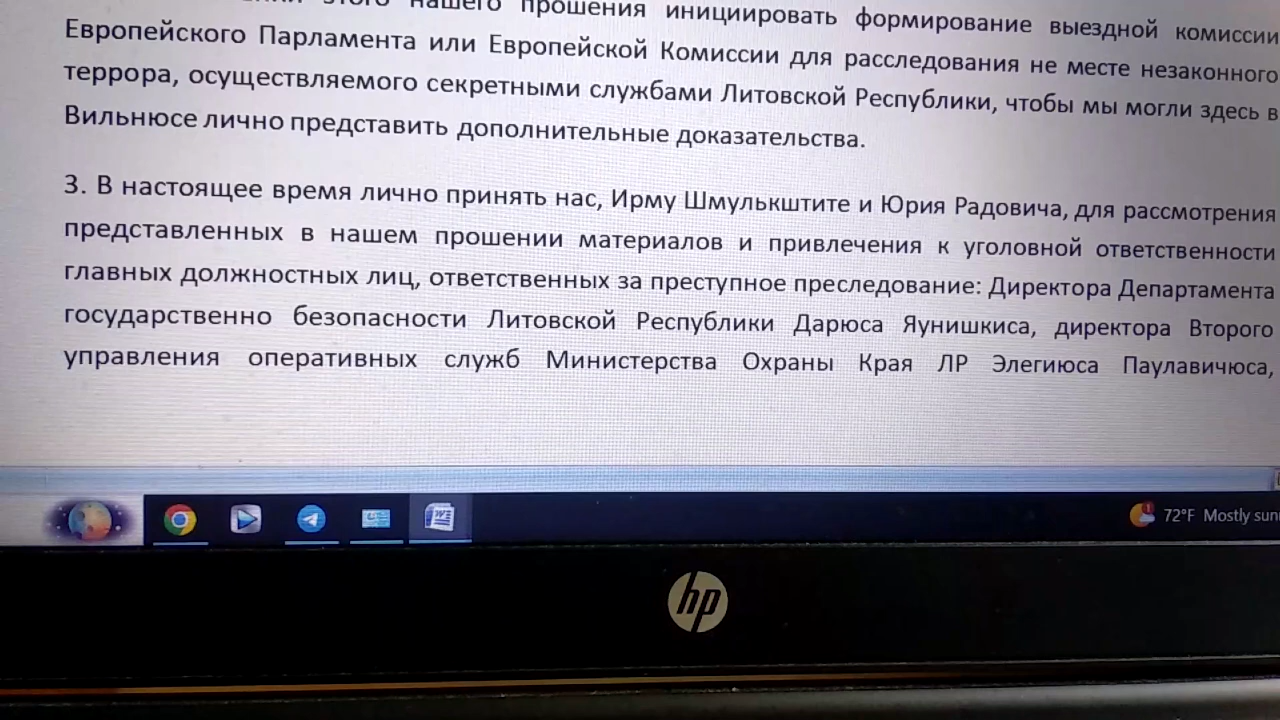 этого нашего прошения инициировать формирование выездной комиссии
Европейского Парламента или Европейской Комиссии для расследования не месте незаконного
террора, осуществляемого секретными службами Литовской Республики, чтобы мы могли здесь в
Вильнюсе лично представить дополнительные доказательства.
3. В настоящее время лично принять нас, Ирму Шмулькштите и Юрия Радовича, для рассмотрения
представленных в нашем прошении материалов и привлечения к уголовной ответственности
главных должностных лиц, ответственных за преступное преследование: Директора Департамента
государственно безопасности Литовской Республики Дарюса Яунишкиса, директора Второго
управления оперативных служб Министерства Охраны Края ЛР Элегиюса Паулавичюса,
72°F Mostly
hp